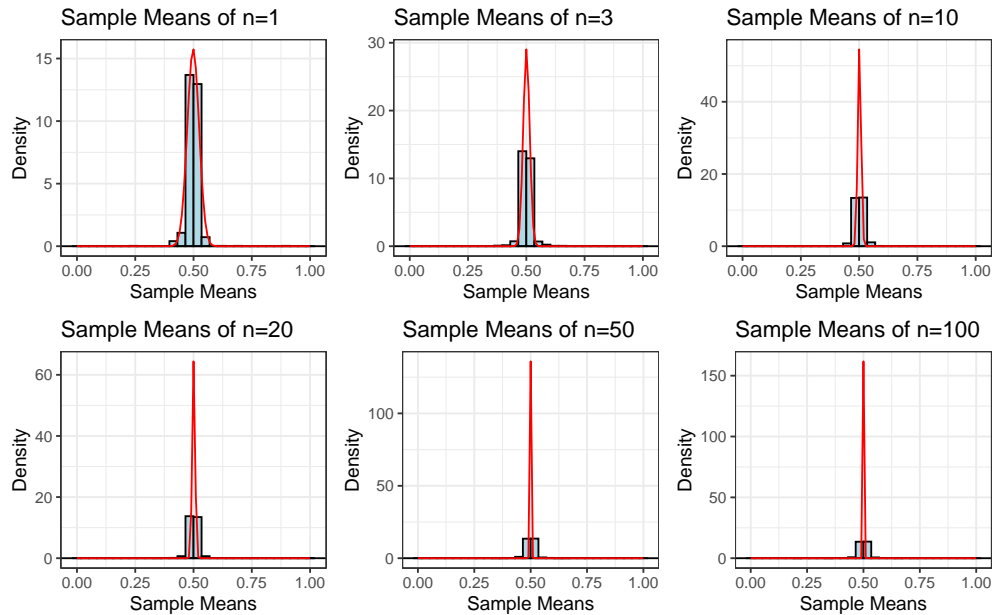 Sample Means of n=1
15
10
5
0
Density
0.00 0.25 0.50 0.75 1.00
Sample Means
Sample Means of n=3
30
20
10
0
Density
0.00 0.25 0.50 0.75 1.00
Sample Means
Sample Means of n=10
40
20
0
Density
0.00 0.25 0.50 0.75 1.00
Sample Means
Sample Means of n=20
60
40
20
0
Density
0.00 0.25 0.50 0.75 1.00
Sample Means
Sample Means of n=50
100
50
0
Density
0.00 0.25 0.50 0.75 1.00
Sample Means
Sample Means of n=100
150
100
50
0
Density
0.00 0.25 0.50 0.75 1.00
Sample Means